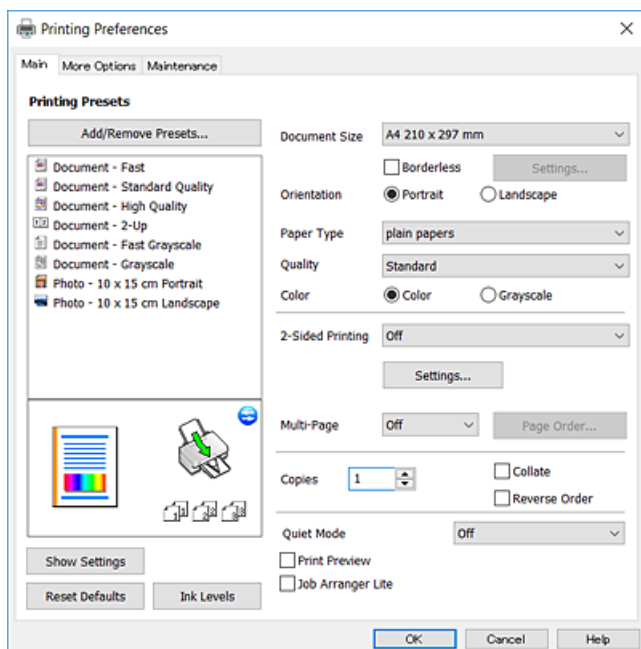 Printing Preferences
Main
More Options
Maintenance
Printing Presets
Add/Remove Presets...
Document - Fast
Document - Standard Quality
Document - High Quality
Document - 2-Up
Document - Fast Grayscale
Document - Grayscale
Photo - 10 x 15 cm Portrait
Photo - 10 x 15 cm Landscape
Show Settings
Reset Defaults
Ink Levels
Document Size
A4 210 x 297 mm
Borderless
Settings...
Orientation
Portrait
Landscape
Paper Type
plain papers
Quality
Standard
Color
Color
Grayscale
2-Sided Printing
Off
Settings...
Multi-Page
Off
Page Order...
Copies
1
Collate
Reverse Order
Quiet Mode
Off
Print Preview
Job Arranger Lite
OK
Cancel
Help